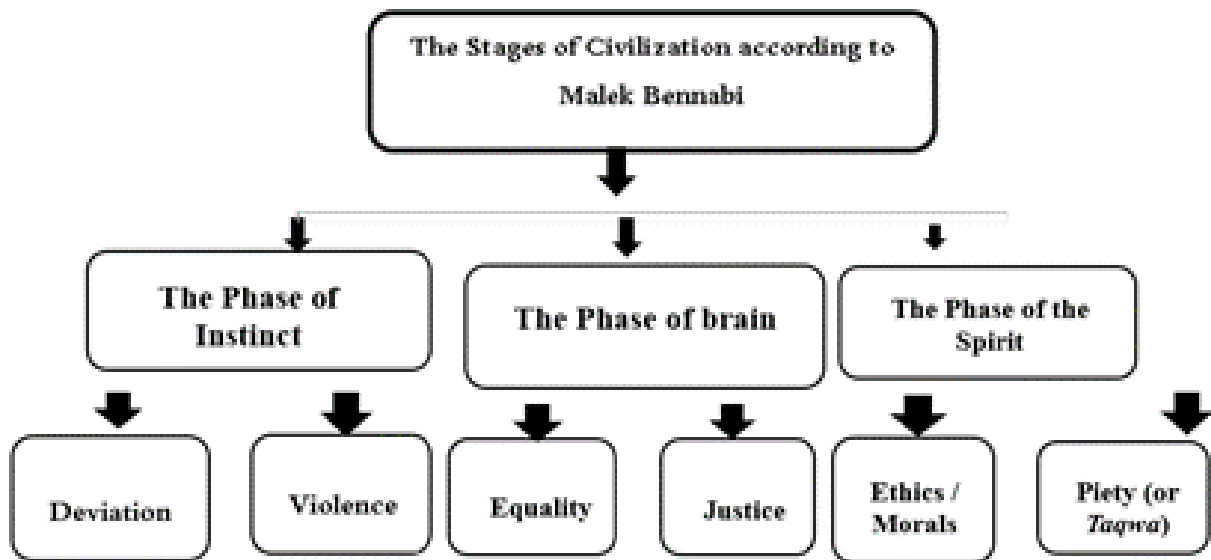 The Stages of Civilization according to
Malek Bennabi
The Phase of
Instinct
The Phase of brain
The Phase of the
Spirit
Deviation
Violence
Equality
Justice
Ethics /
Morals
Piety (or
Taqwa)